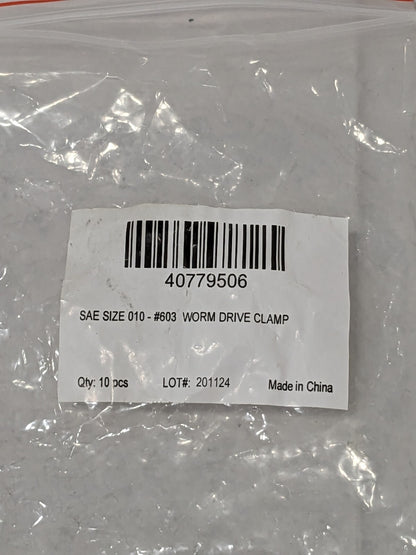 40779506
SAE SIZE 010 - #603 WORM DRIVE CLAMP
Qty: 10 pcs LOT#: 201124 Made in China